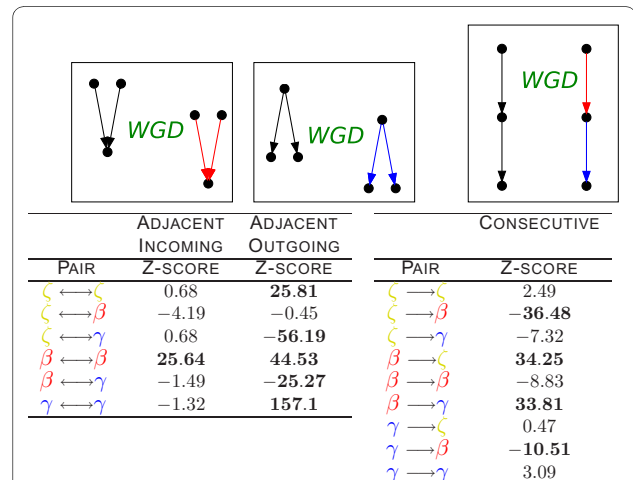 WGD
WGD
WGD
ADJACENT ADJACENT
INCOMING OUTGOING
PAIR Z-SCORE Z-SCORE
ζ ⟷ ζ 0.68 25.81
ζ ⟷ β −4.19 −0.45
ζ ⟷ γ 0.68 −56.19
β ⟷ β 25.64 44.53
β ⟷ γ −1.49 −25.27
γ ⟷ γ −1.32 157.1
CONSECUTIVE
PAIR Z-SCORE
ζ ⟶ ζ 2.49
ζ ⟶ β −36.48
ζ ⟶ γ −7.32
β ⟶ ζ 34.25
β ⟶ β −8.83
β ⟶ γ 33.81
γ ⟶ ζ 0.47
γ ⟶ β −10.51
γ ⟶ γ 3.09